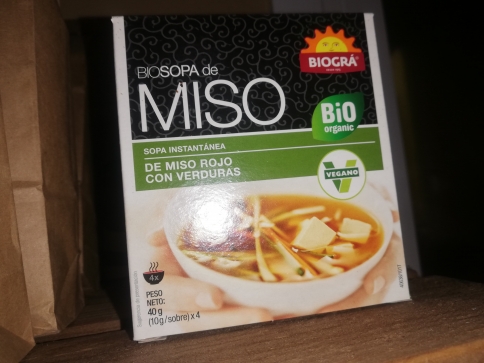 BIOSOPA de
MISO
BIOGRÁ
BiO
organic
SOPA INSTANTÁNEA
DE MISO ROJO
CON VERDURAS
VEGANO
4x
PESO
NETO:
40 g
(10g/sobre) x 4